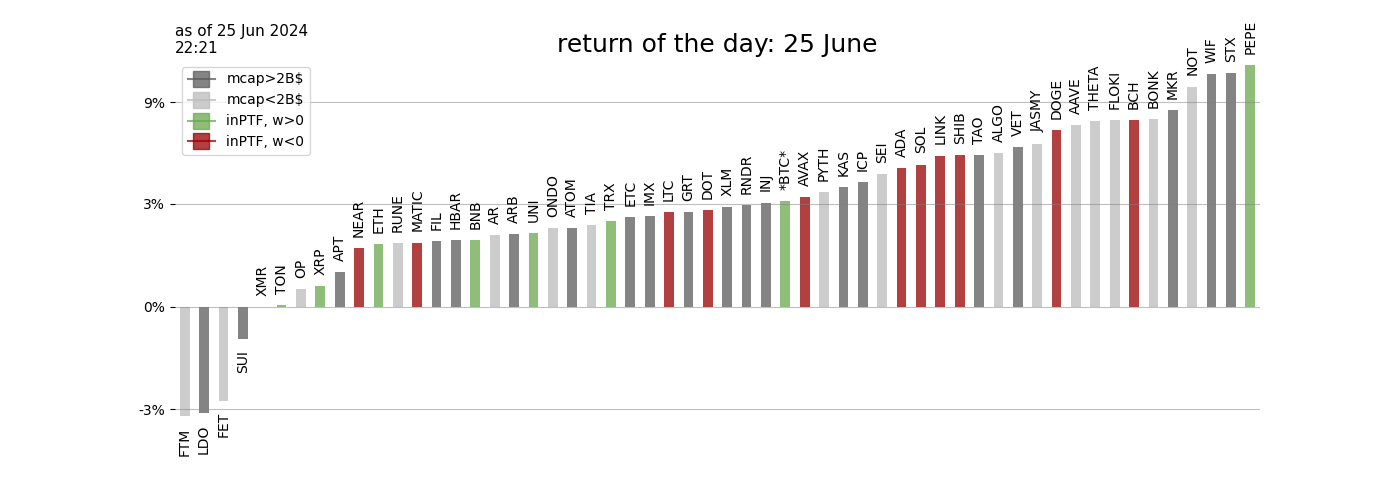 as of 25 Jun 2024
22:21
return of the day: 25 June
mcap>2B$
mcap<2B$
inPTF, w>0
inPTF, w<0
9%
3%
0%
-3%
FTM
LDO
FET
SUI
XMR
TON
OP
XRP
APT
NEAR
ETH
RUNE
MATIC
FIL
HBAR
BNB
AR
ARB
UNI
ONDO
ATOM
TIA
TRX
ETC
IMX
LTC
GRT
DOT
XLM
RNDR
INJ
*BTC*
AVAX
PYTH
KAS
ICP
SEI
ADA
SOL
LINK
SHIB
TAO
ALGO
VET
JASMY
DOGE
AAVE
THETA
FLOKI
BCH
BONK
MKR
NOT
WIF
STX
PEPE